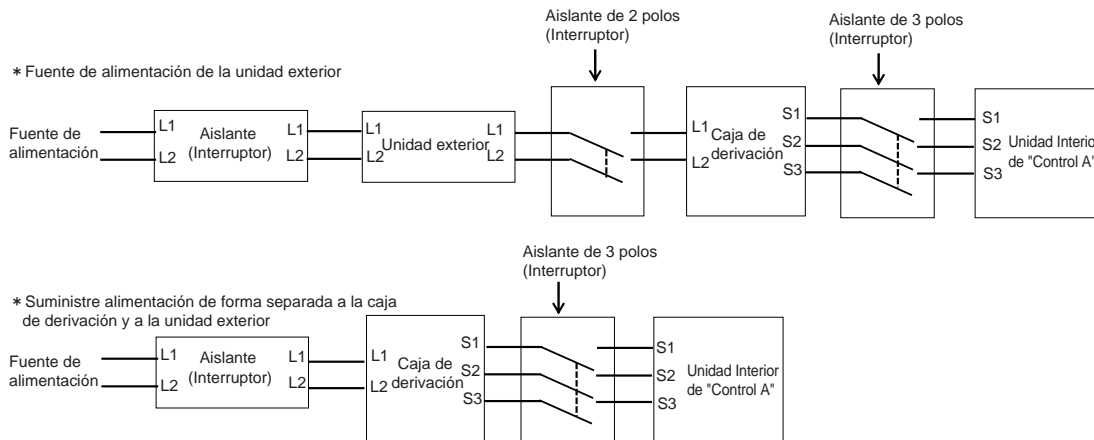 Aislante de 2 polos
(Interruptor)
Aislante de 3 polos
(Interruptor)
* Fuente de alimentación de la unidad exterior
Fuente de
alimentación
L1
L2
Aislante
(Interruptor)
L1
L2
L1
L2
Unidad exterior
L1
L2
L1
L2
Caja de
derivación
S1
S2
S3
S1
S2
S3
Unidad Interior
de "Control A"
Aislante de 3 polos
(Interruptor)
* Suministre alimentación de forma separada a la caja
de derivación y a la unidad exterior
Fuente de
alimentación
L1
L2
Aislante
(Interruptor)
L1
L2
L1
L2
Caja de
derivación
S1
S2
S3
S1
S2
S3
Unidad Interior
de "Control A"